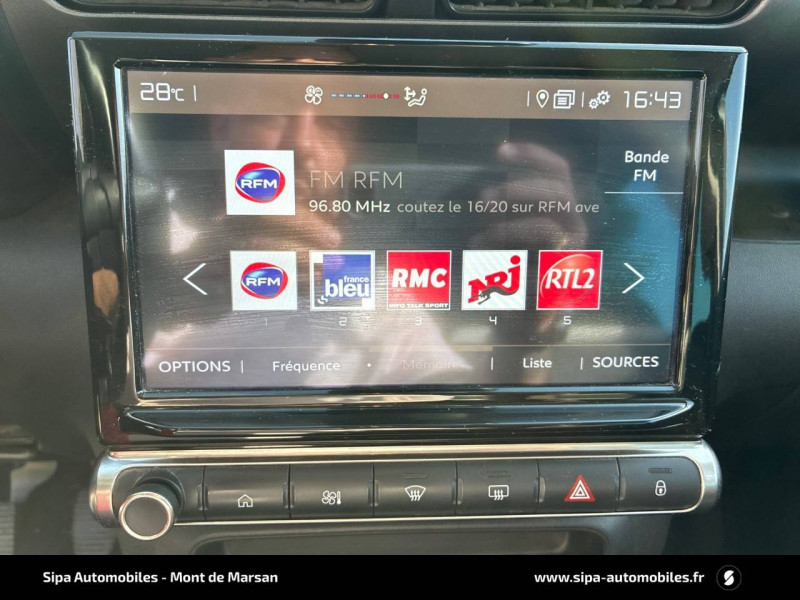 28°C
16:43
RFM
FM RFM
Bande
FM
96.80 MHz coutez le 16/20 sur RFM ave
RFM
france
bleu
RMC
INFO TALK SPORT
NRJ
RTL2
1 2 3 4 5
OPTIONS Fréquence Mémoire Liste SOURCES
Sipa Automobiles - Mont de Marsan
www.sipa-automobiles.fr